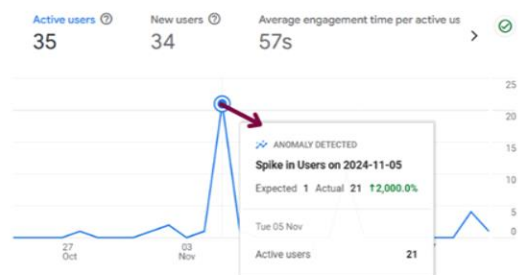 Active users
New users
Average engagement time per active us
35
34
57s
25
20
15
10
5
0
ANOMALY DETECTED
Spike in Users on 2024-11-05
Expected 1 Actual 21 ↑2,000.0%
Tue 05 Nov
Active users 21
27
Oct
03
Nov